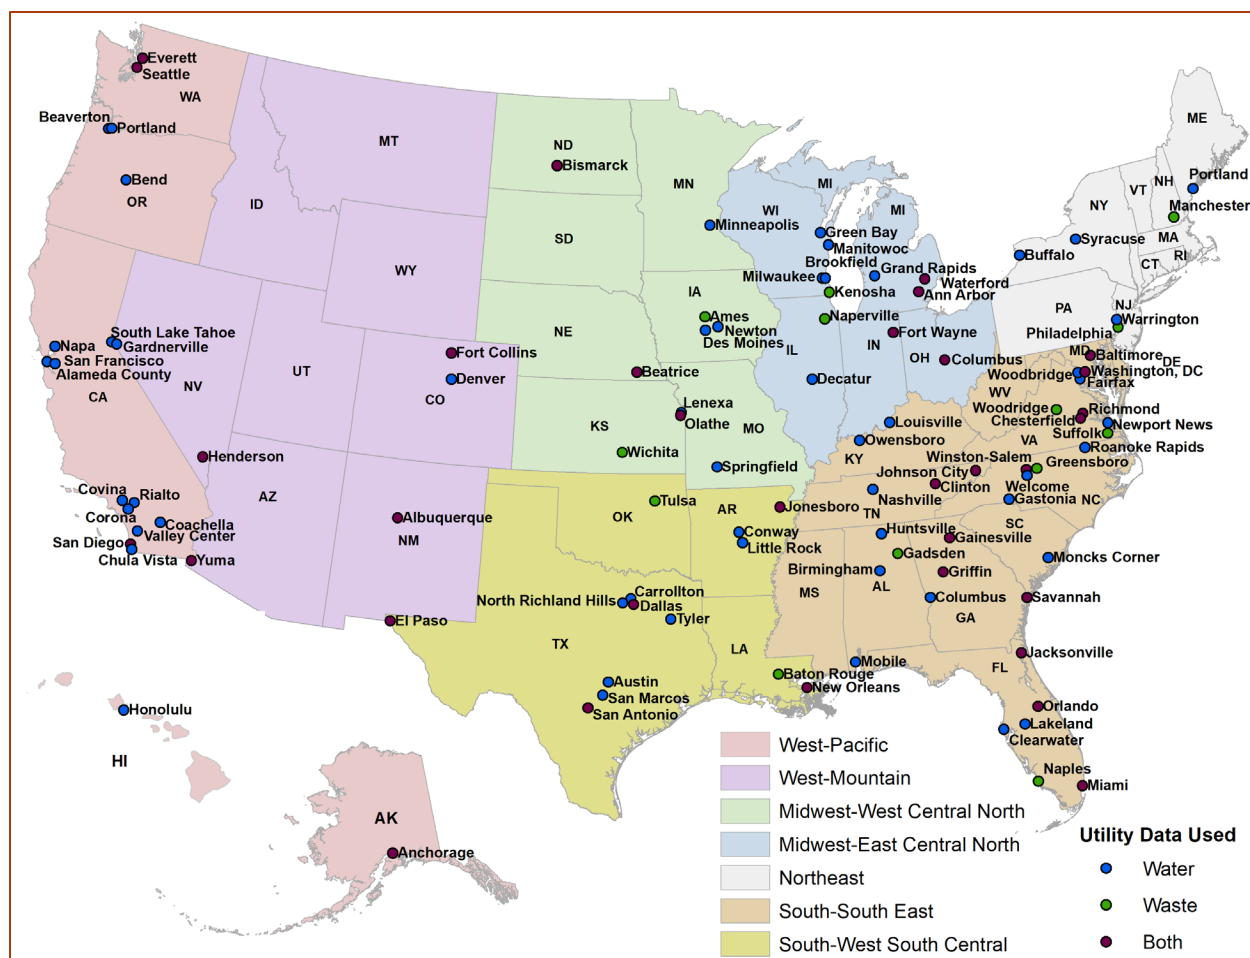 Everett
Seattle
WA
Beaverton
Portland
Bend
OR
MT
ID
WY
ND
Bismarck
MN
SD
Minneapolis
NE
IA
Ames
Newton
Des Moines
Beatrice
MI
WI
MI
Green Bay
Manitowoc
Brookfield
Milwaukee
Grand Rapids
Waterford
Ann Arbor
Kenosha
Naperville
Fort Wayne
IL
IN
OH
Columbus
Decatur
ME
VT
NH
Portland
Manchester
NY
Syracuse
MA
Buffalo
CT
RI
PA
NJ
Warrington
Philadelphia
MD
Baltimore
DE
Washington, DC
Woodbridge
Fairfax
WV
Woodridge
Richmond
Chesterfield
Newport News
VA
Suffolk
Roanoke Rapids
South Lake Tahoe
Gardnerville
Napa
San Francisco
Alameda County
CA
NV
UT
Fort Collins
Denver
CO
Lenexa
Olathe
KS
MO
Wichita
Springfield
Louisville
Owensboro
KY
Winston-Salem
Greensboro
Johnson City
Clinton
Welcome
Gastonia
NC
Nashville
TN
Henderson
Covina
Rialto
Corona
Coachella
Valley Center
San Diego
Chula Vista
Yuma
AZ
Albuquerque
NM
Tulsa
OK
AR
Jonesboro
Conway
Little Rock
Huntsville
SC
Gainesville
Gadsden
Moncks Corner
Birmingham
Griffin
MS
AL
Columbus
Savannah
GA
North Richland Hills
Carrollton
Dallas
Tyler
El Paso
TX
LA
Jacksonville
FL
Mobile
Baton Rouge
New Orleans
Austin
San Marcos
San Antonio
Orlando
Lakeland
Clearwater
Naples
Miami
Honolulu
HI
AK
Anchorage
West-Pacific
West-Mountain
Midwest-West Central North
Midwest-East Central North
Northeast
South-South East
South-West South Central
Utility Data Used
Water
Waste
Both